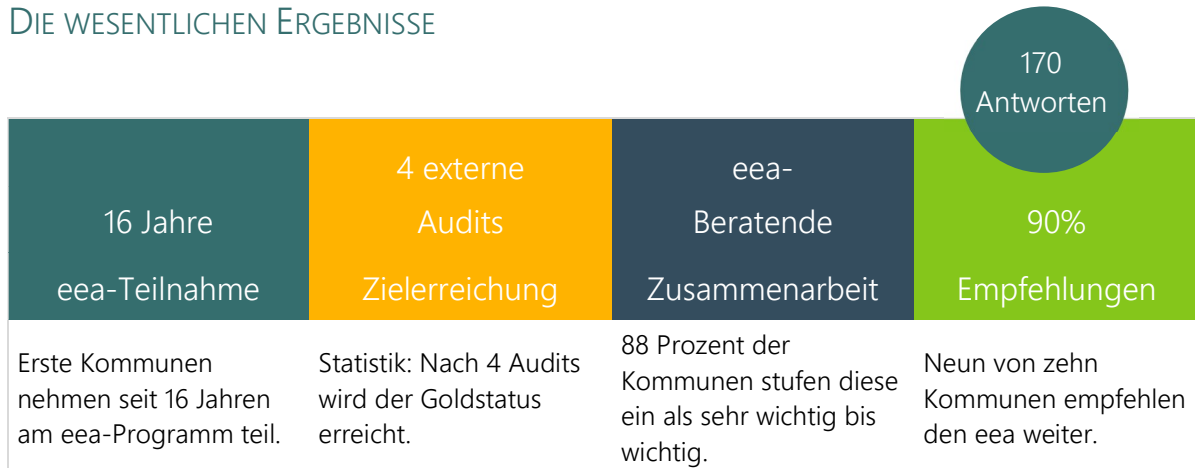 DIE WESENTLICHEN ERGEBNISSE
170
Antworten
16 Jahre
eea-Teilnahme
4 externe
Audits
Zielerreichung
eea-
Beratende
Zusammenarbeit
90%
Empfehlungen
Erste Kommunen
nehmen seit 16 Jahren
am eea-Programm teil.
Statistik: Nach 4 Audits
wird der Goldstatus
erreicht.
88 Prozent der
Kommunen stufen diese
ein als sehr wichtig bis
wichtig.
Neun von zehn
Kommunen empfehlen
den eea weiter.